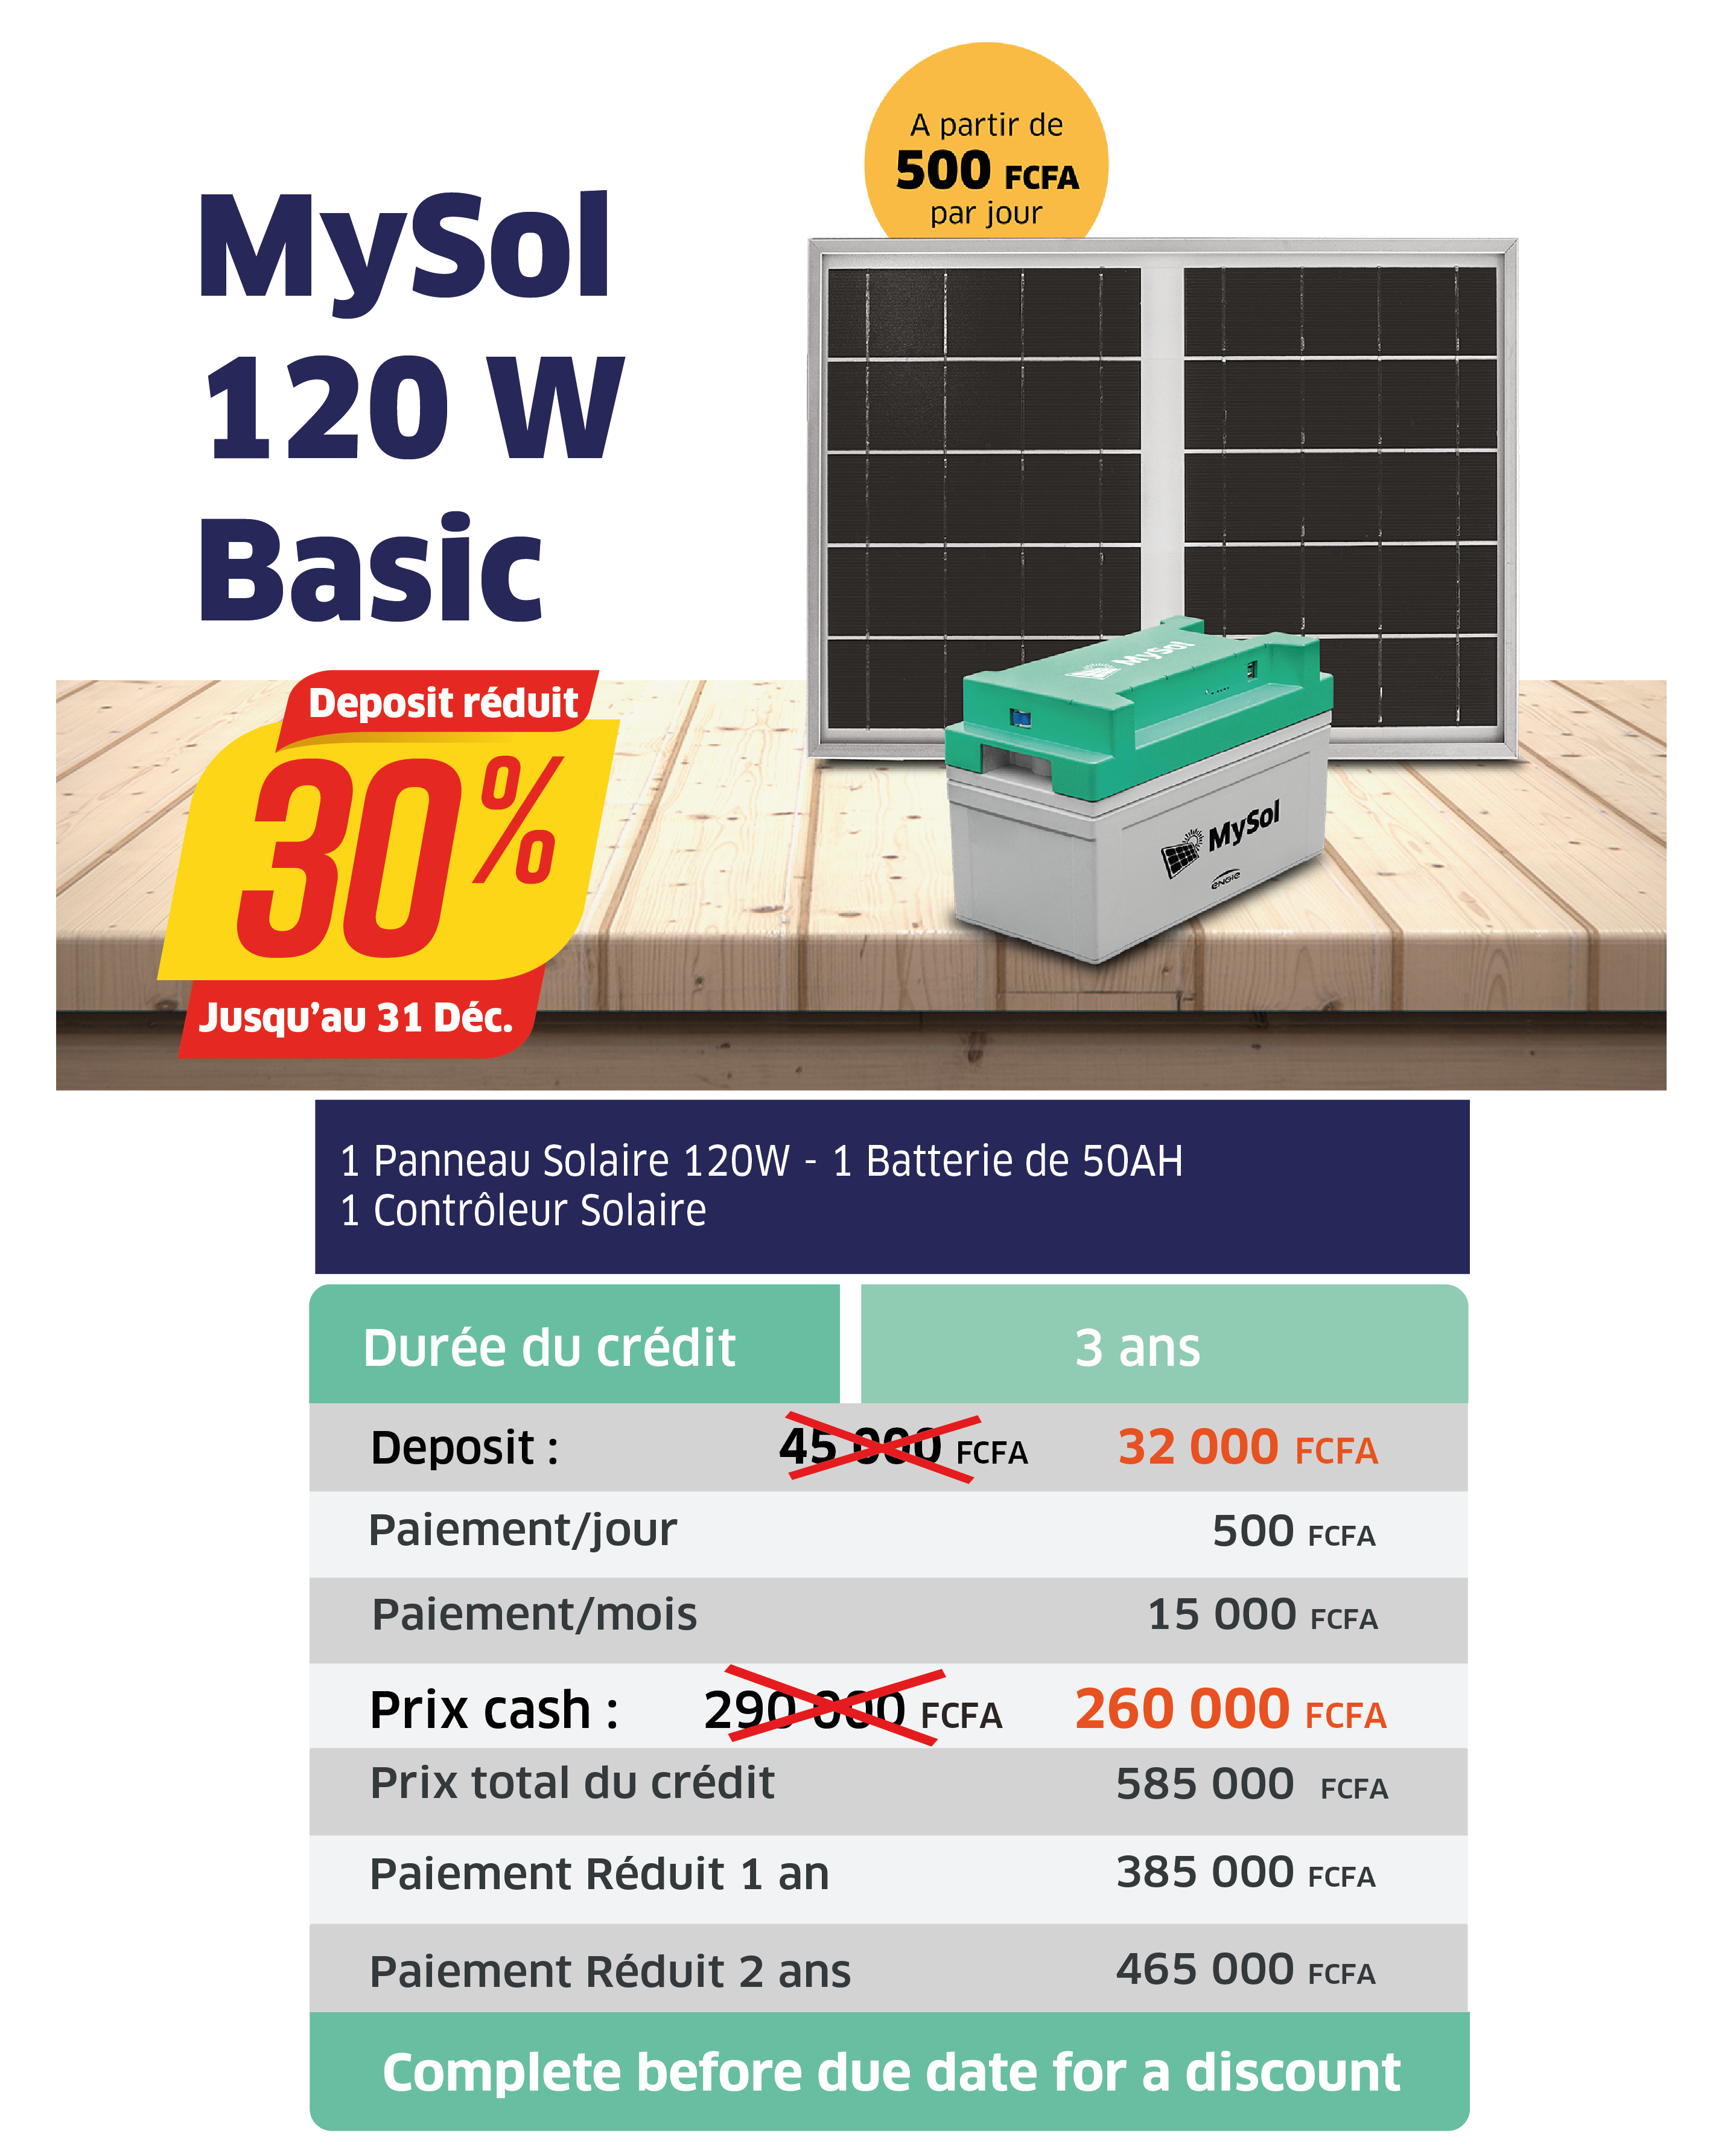 A partir de
500 FCFA
par jour
MySol
120 W
Basic
MySol
MySol
ENGIE
Deposit réduit
30%
Jusqu'au 31 Déc.
1 Panneau Solaire 120W - 1 Batterie de 50AH
1 Contrôleur Solaire
Durée du crédit 3 ans
Deposit : 45 000 FCFA 32 000 FCFA
Paiement/jour 500 FCFA
Paiement/mois 15 000 FCFA
Prix cash : 290 000 FCFA 260 000 FCFA
Prix total du crédit 585 000 FCFA
Paiement Réduit 1 an 385 000 FCFA
Paiement Réduit 2 ans 465 000 FCFA
Complete before due date for a discount